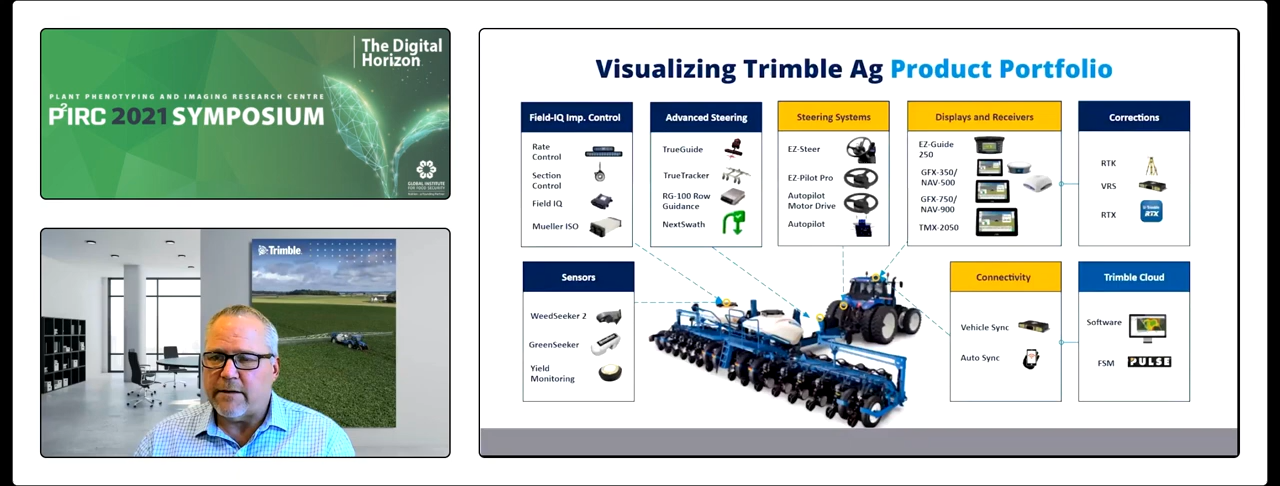 The Digital
Horizon
PLANT PHENOTYPING AND IMAGING RESEARCH CENTRE
P²IRC 2021 SYMPOSIUM
GLOBAL INSTITUTE
FOR FOOD SECURITY
Trimble
Visualizing Trimble Ag Product Portfolio
Field-IQ Imp. Control
Rate
Control
Section
Control
Field IQ
Mueller ISO
Advanced Steering
TrueGuide
TrueTracker
RG-100 Row
Guidance
NextSwath
Steering Systems
EZ-Steer
EZ-Pilot Pro
Autopilot
Motor Drive
Autopilot
Displays and Receivers
EZ-Guide
250
GFX-350/
NAV-500
GFX-750/
NAV-900
TMX-2050
Corrections
RTK
VRS
RTX
Trimble
RTX
Sensors
WeedSeeker 2
GreenSeeker
Yield
Monitoring
Connectivity
Vehicle Sync
Auto Sync
Trimble Cloud
Software
FSM
PULSE